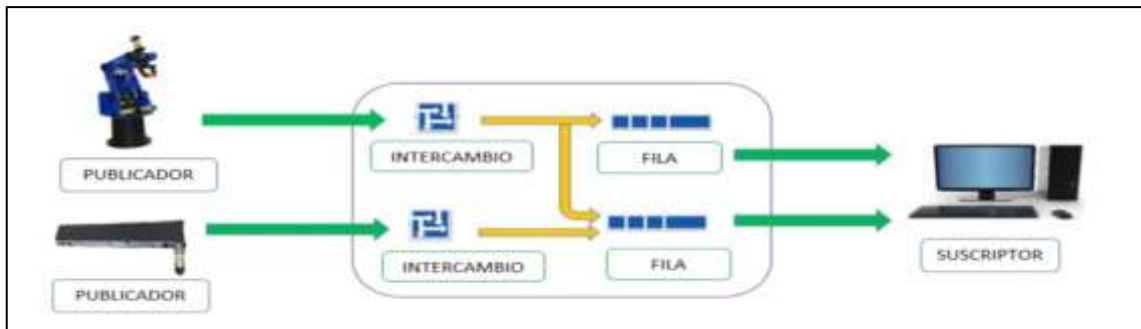 PUBLICADOR
INTERCAMBIO
FILA
PUBLICADOR
INTERCAMBIO
FILA
SUSCRIPTOR